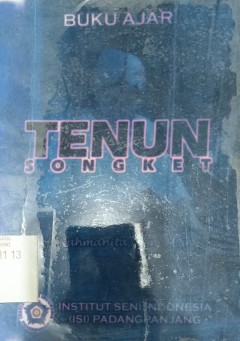 BUKU AJAR
TENUN
SONGKET
INSTITUT SENI INDONESIA
(ISI) PADANGPANJANG